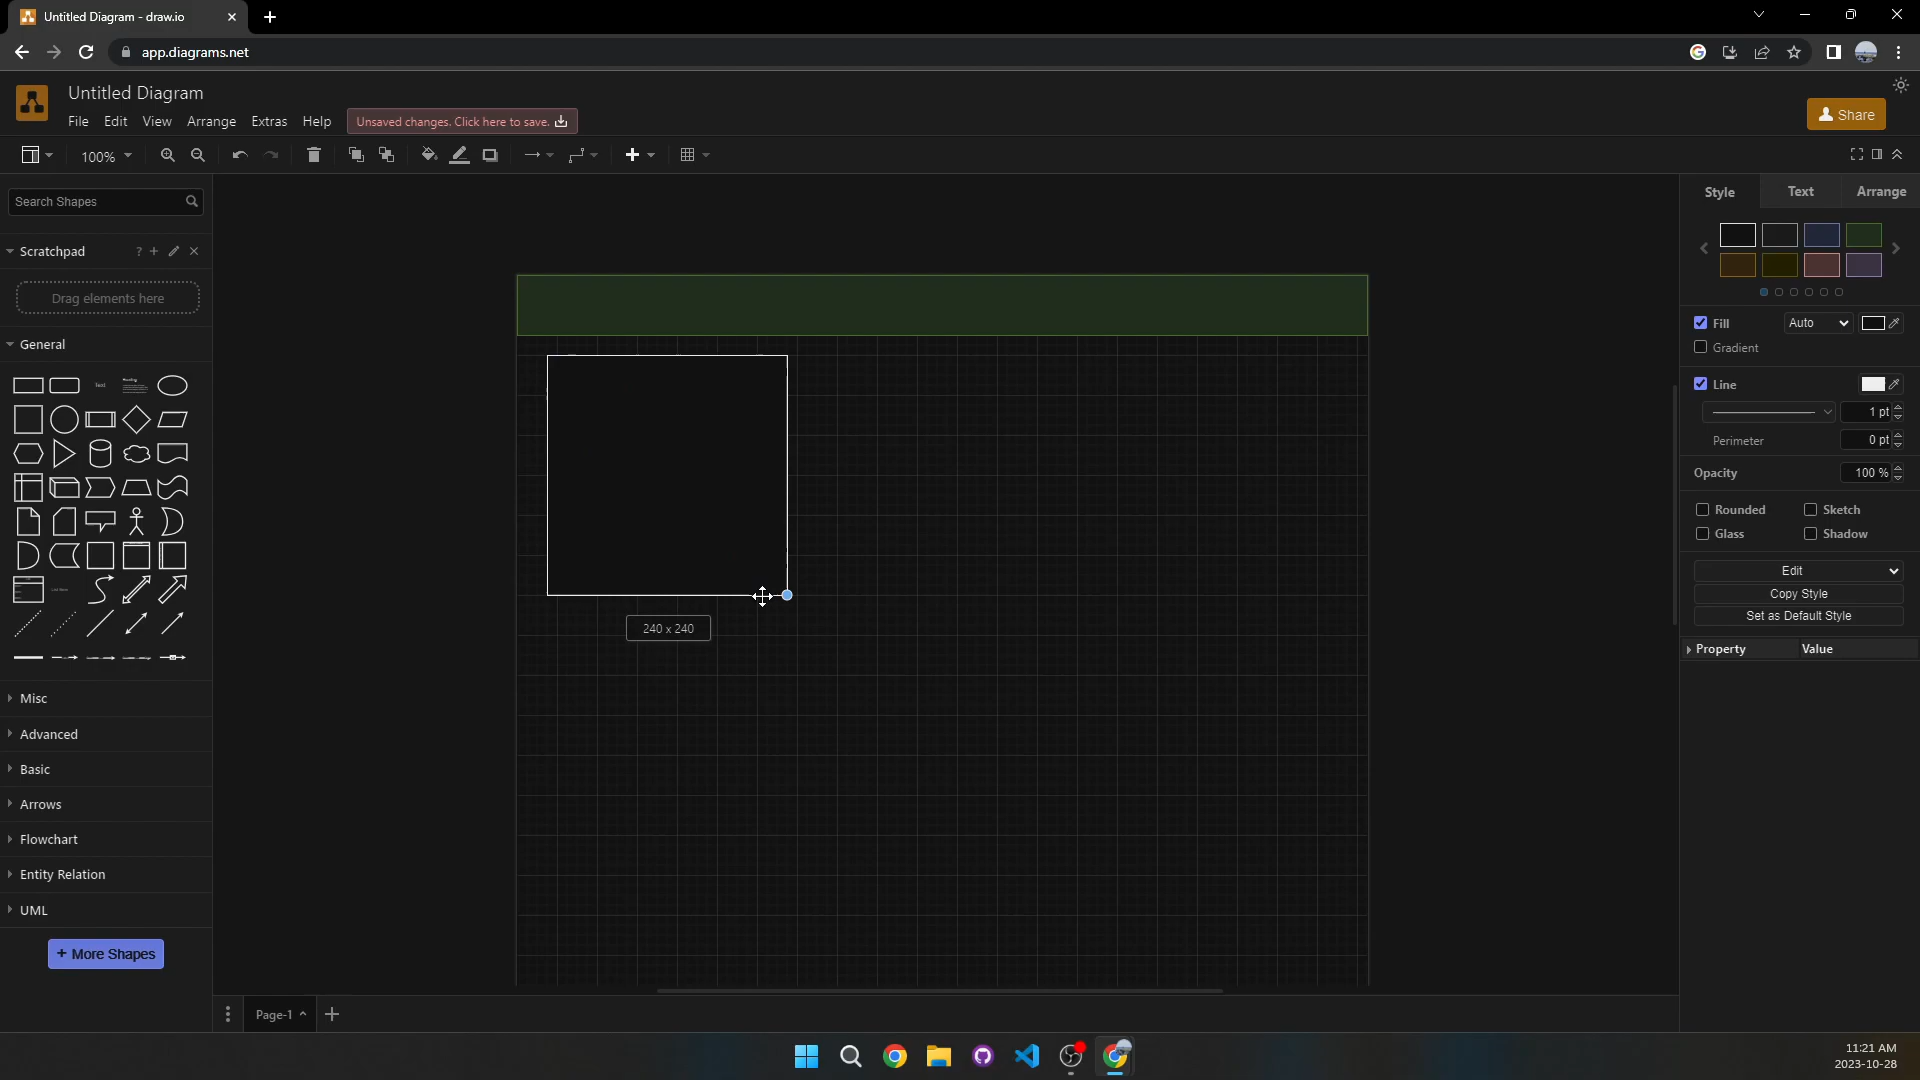 Untitled Diagram - draw.io
app.diagrams.net
Untitled Diagram
File Edit View Arrange Extras Help Unsaved changes. Click here to save.
Share
100%
Search Shapes
Scratchpad ? +
Drag elements here
General
Text
Heading
Misc
Advanced
Basic
Arrows
Flowchart
Entity Relation
UML
+ More Shapes
240 x 240
Page-1
Style Text Arrange
Fill Auto
Gradient
Line
1 pt
Perimeter 0 pt
Opacity 100 %
Rounded Sketch
Glass Shadow
Edit
Copy Style
Set as Default Style
Property Value
11:21 AM
2023-10-28